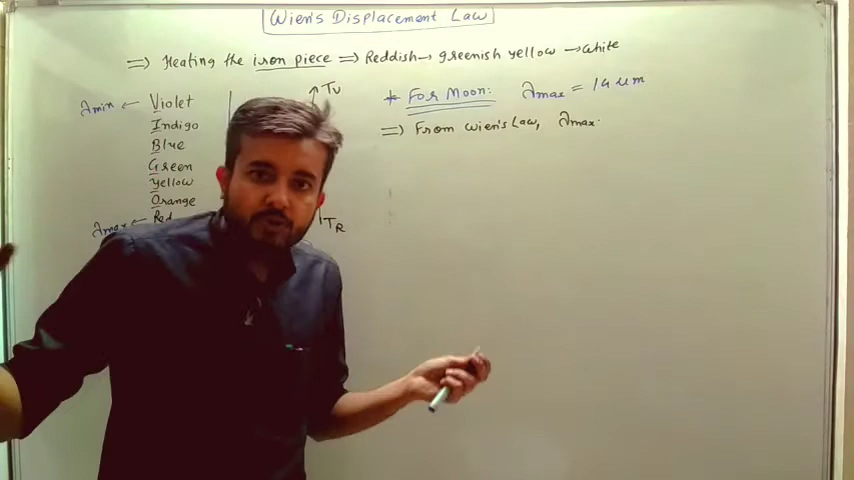 Wien's Displacement Law
⇒ Heating the iron piece ⇒ Reddish → greenish yellow → white
λmin ← Violet
Indigo
Blue
Green
Yellow
Orange
λmax ← Red
TV
TR
* For Moon: λmax = 14 μm
⇒ From Wien's Law, λmax.